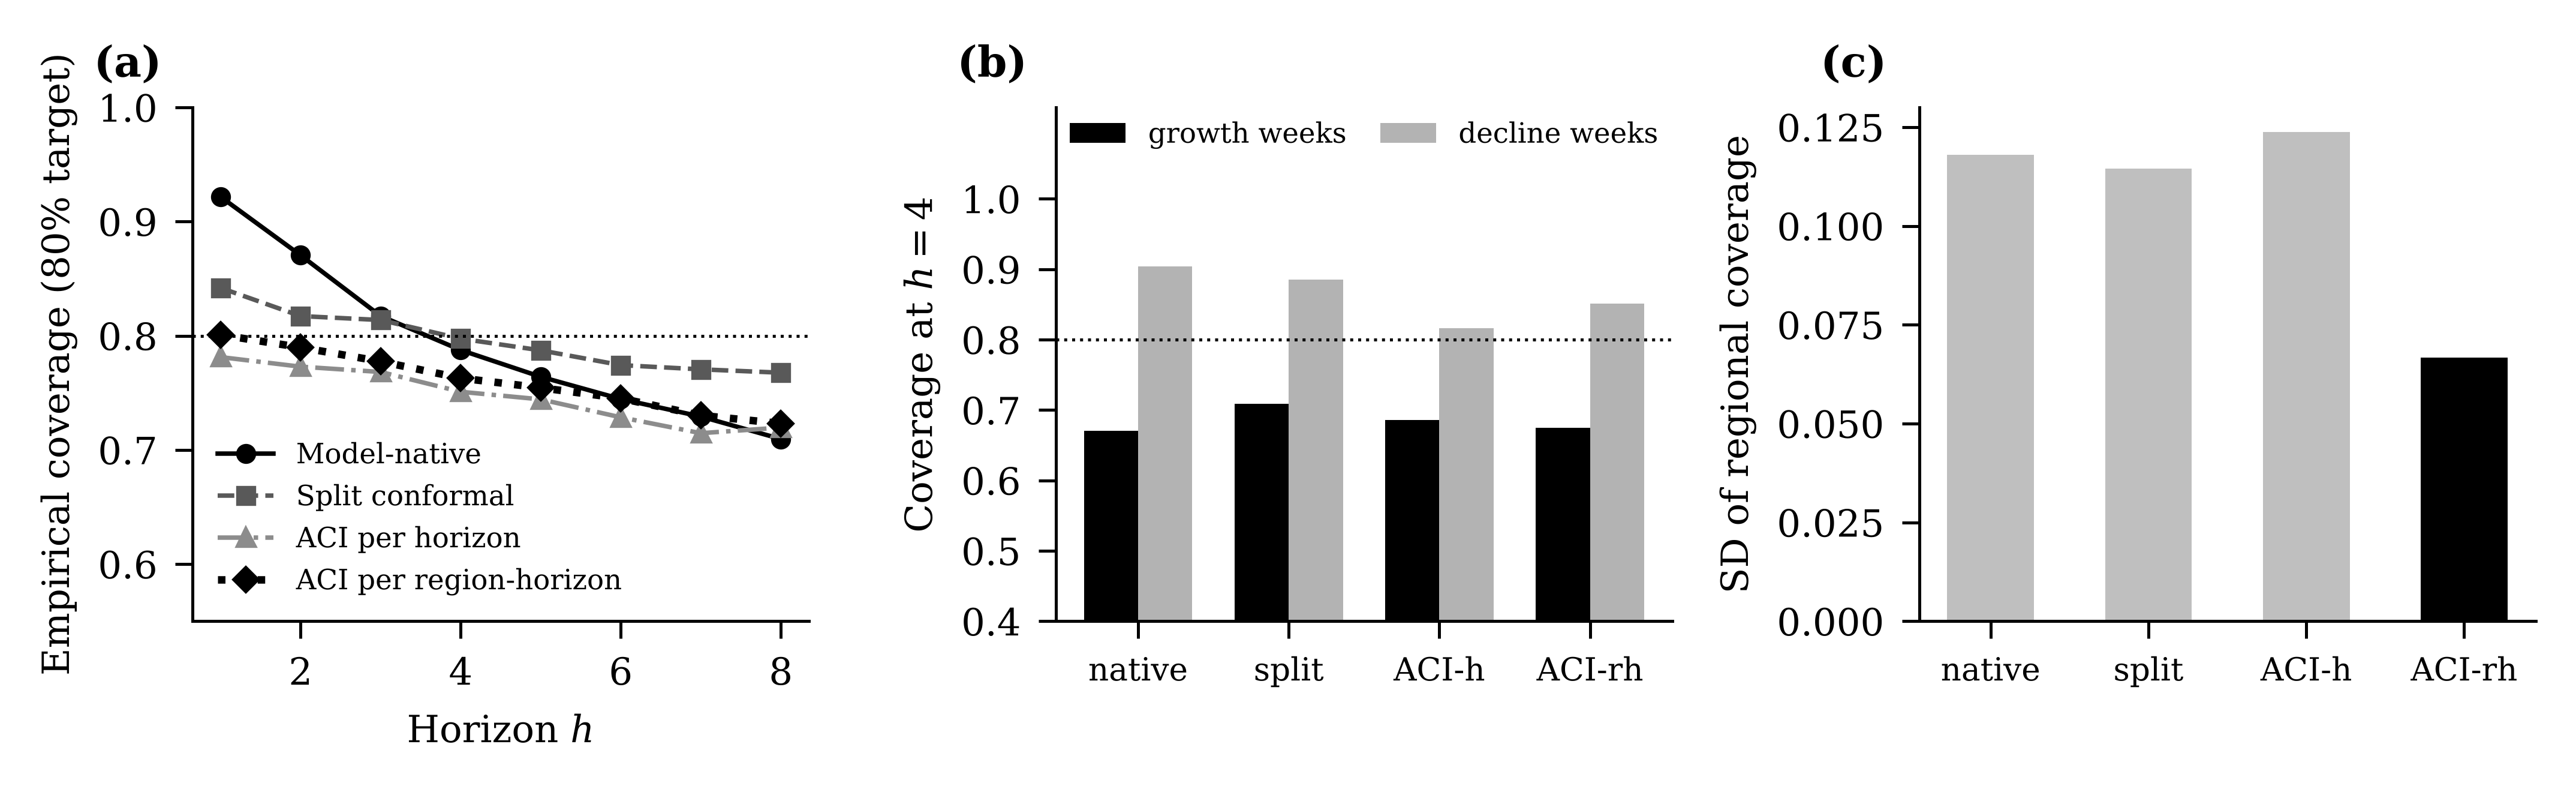 (a)
Empirical coverage (80% target)
1.0
0.9
0.8
0.7
0.6
Model-native
Split conformal
ACI per horizon
ACI per region-horizon
2 4 6 8
Horizon h
(b)
Coverage at h = 4
growth weeks decline weeks
1.0
0.9
0.8
0.7
0.6
0.5
0.4
native split ACI-h ACI-rh
(c)
SD of regional coverage
0.125
0.100
0.075
0.050
0.025
0.000
native split ACI-h ACI-rh